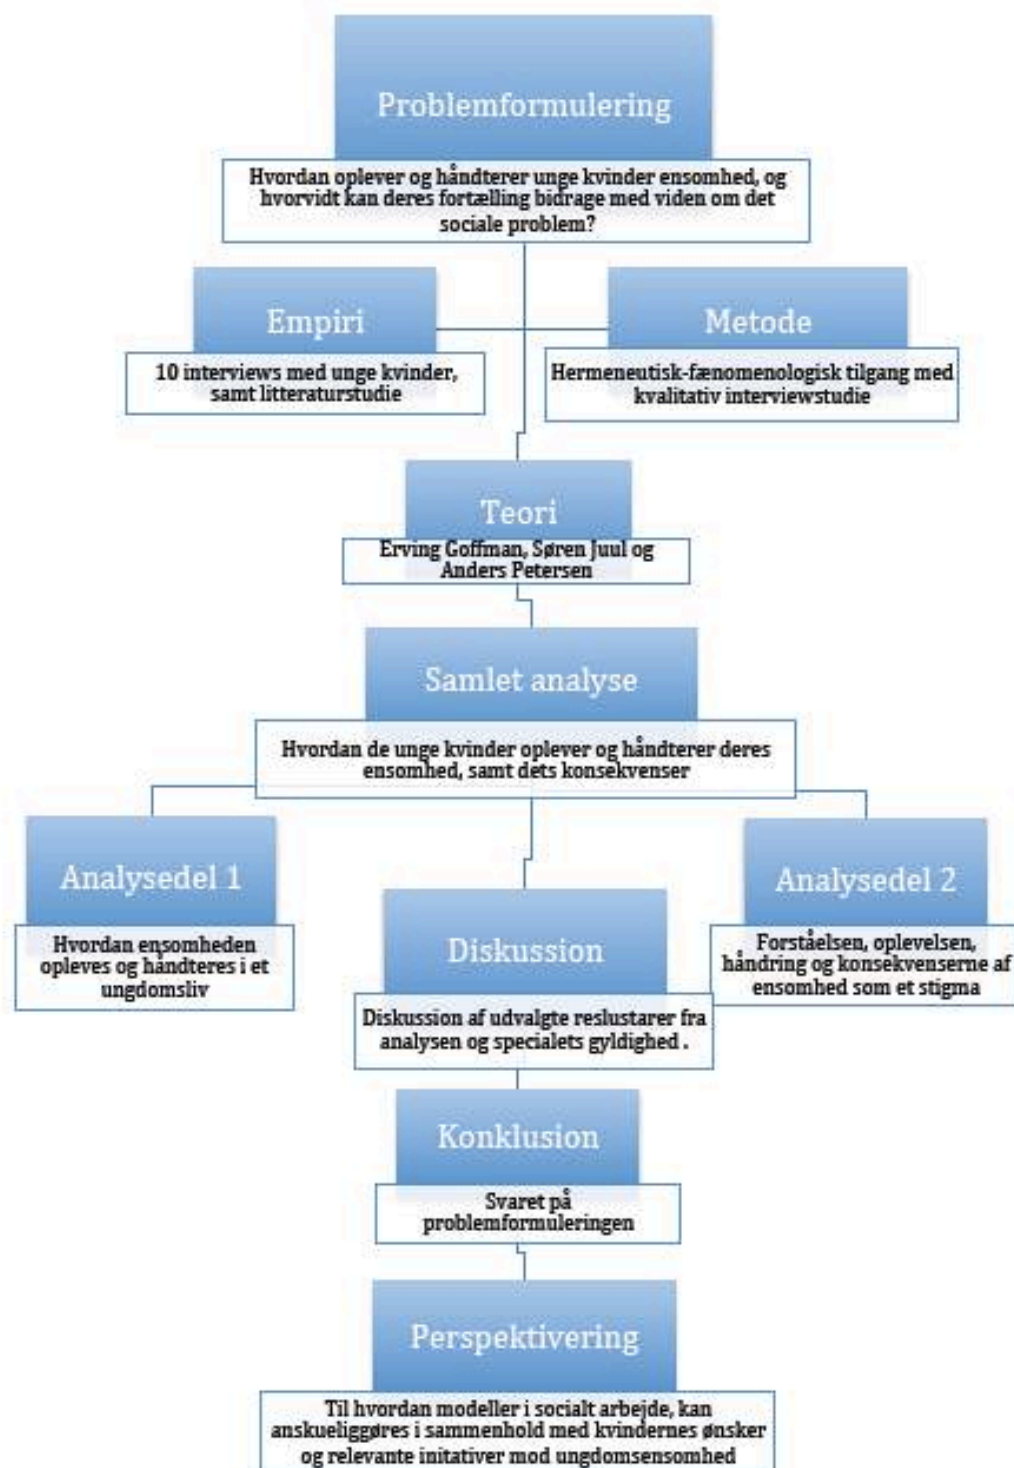 Problemformulering
Hvordan oplever og håndterer unge kvinder ensomhed, og
hvorvidt kan deres fortælling bidrage med viden om det
sociale problem?
Empiri
10 interviews med unge kvinder,
samt litteraturstudie
Metode
Hermeneutisk-fænomenologisk tilgang med
kvalitativ interviewstudie
Teori
Erving Goffman, Søren Juul og
Anders Petersen
Samlet analyse
Hvordan de unge kvinder oplever og håndterer deres
ensomhed, samt dets konsekvenser
Analysedel 1
Hvordan ensomheden
opleves og håndteres i et
ungdomsliv
Analysedel 2
Forståelsen, oplevelsen,
håndring og konsekvenserne af
ensomhed som et stigma
Diskussion
Diskussion af udvalgte reslustarer fra
analysen og specialets gyldighed .
Konklusion
Svaret på
problemformuleringen
Perspektivering
Til hvordan modeller i socialt arbejde, kan
anskueliggøres i sammenhold med kvindernes ønsker
og relevante initativer mod ungdomsensomhed